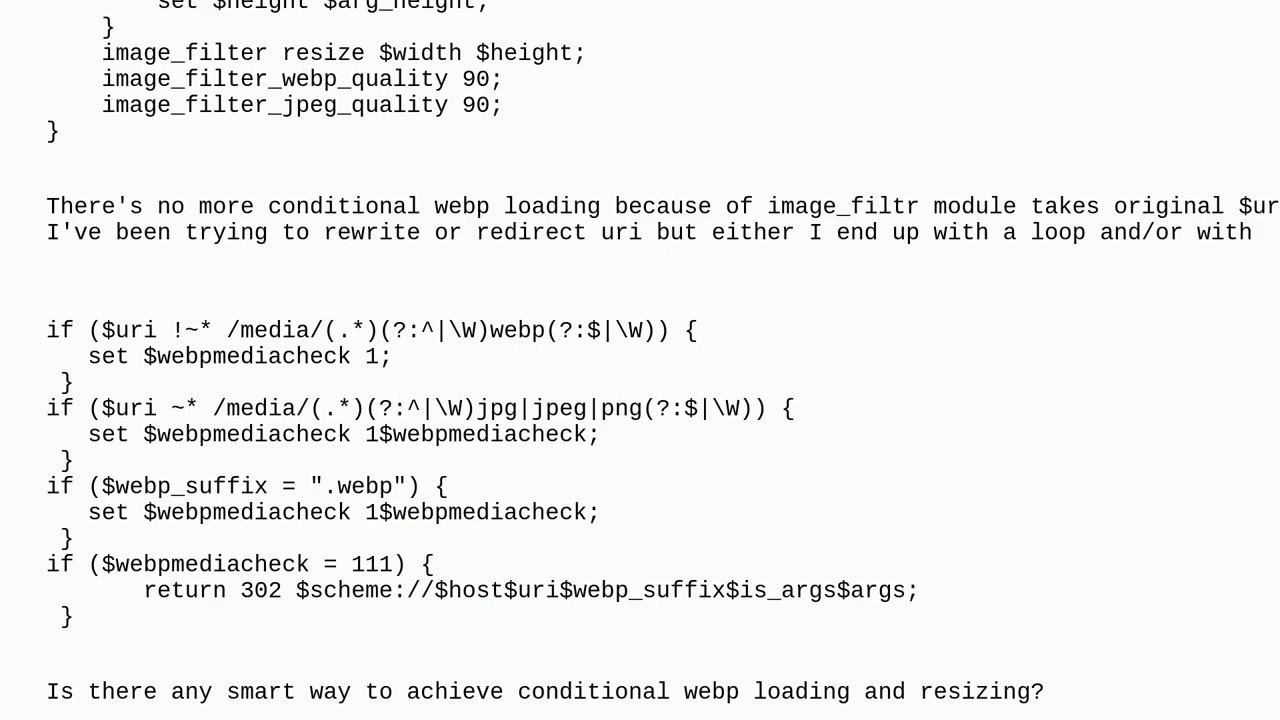 set $height $arg_height;
}
image_filter resize $width $height;
image_filter_webp_quality 90;
image_filter_jpeg_quality 90;
}
There's no more conditional webp loading because of image_filtr module takes original $ur
I've been trying to rewrite or redirect uri but either I end up with a loop and/or with
if ($uri !~* /media/(.*)(?:^|\W)webp(?:$|\W)) {
set $webpmediacheck 1;
}
if ($uri ~* /media/(.*)(?:^|\W)jpg|jpeg|png(?:$|\W)) {
set $webpmediacheck 1$webpmediacheck;
}
if ($webp_suffix = ".webp") {
set $webpmediacheck 1$webpmediacheck;
}
if ($webpmediacheck = 111) {
return 302 $scheme://$host$uri$webp_suffix$is_args$args;
}
Is there any smart way to achieve conditional webp loading and resizing?